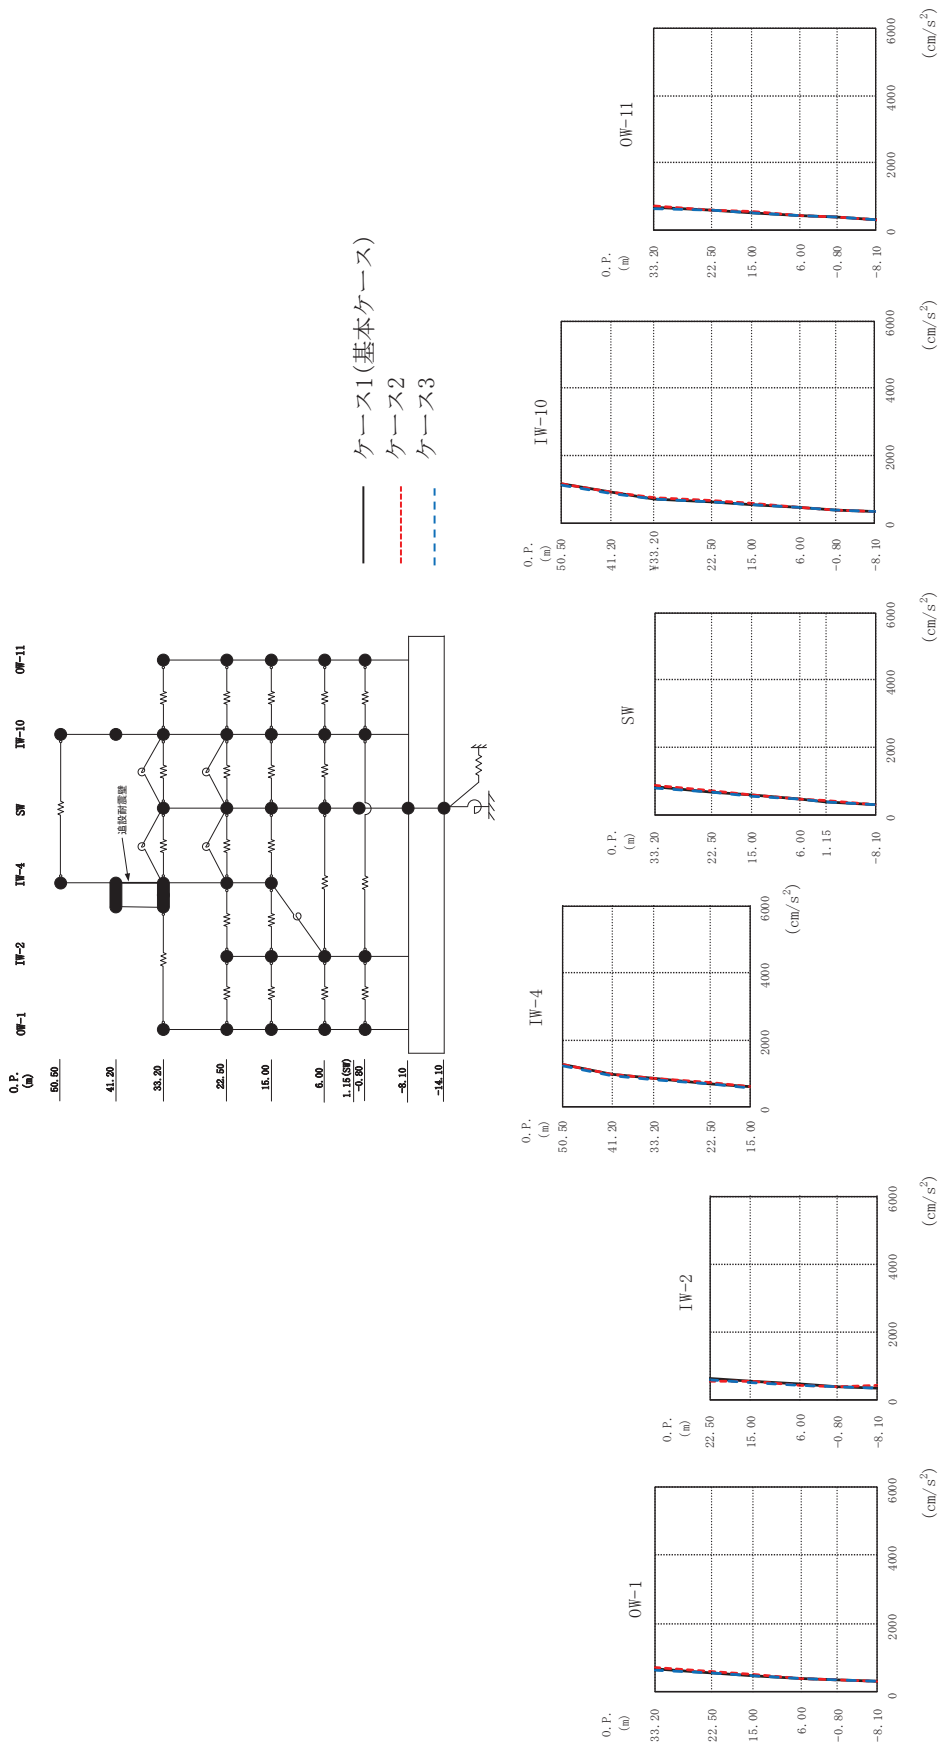 O.P.
(m)
OW-1
IW-2
IW-4
SW
IW-10
OW-11
50.50
41.20
33.20
22.50
15.00
6.00
1.15(SW)
-0.80
-8.10
-14.10
追設耐震壁
ケース1(基本ケース)
ケース2
ケース3
OW-1
O.P.
(m)
33.20
22.50
15.00
6.00
-0.80
-8.10
0
2000
4000
6000
(cm/s²)
IW-2
O.P.
(m)
22.50
15.00
6.00
-0.80
-8.10
0
2000
4000
6000
(cm/s²)
IW-4
O.P.
(m)
50.50
41.20
33.20
22.50
15.00
0
2000
4000
6000
(cm/s²)
SW
O.P.
(m)
33.20
22.50
15.00
6.00
1.15
-8.10
0
2000
4000
6000
(cm/s²)
IW-10
O.P.
(m)
50.50
41.20
¥33.20
22.50
15.00
6.00
-0.80
-8.10
0
2000
4000
6000
(cm/s²)
OW-11
O.P.
(m)
33.20
22.50
15.00
6.00
-0.80
-8.10
0
2000
4000
6000
(cm/s²)